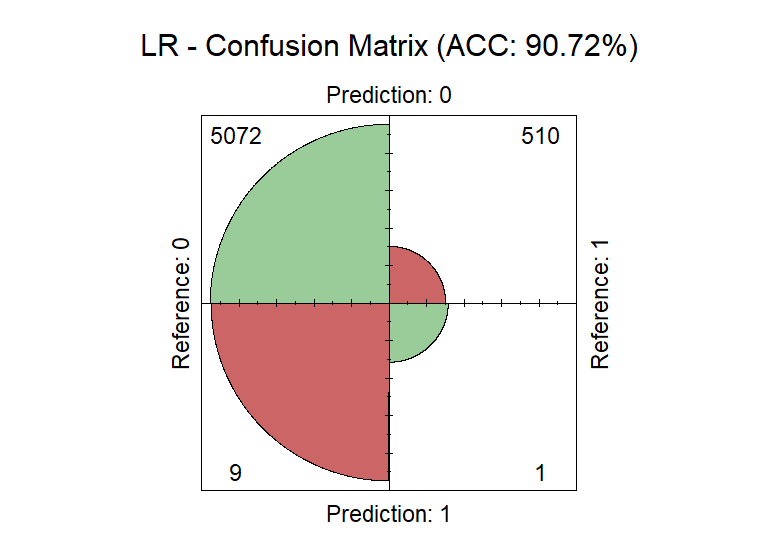 LR - Confusion Matrix (ACC: 90.72%)
Prediction: 0
5072
510
Reference: 0
Reference: 1
9
1
Prediction: 1